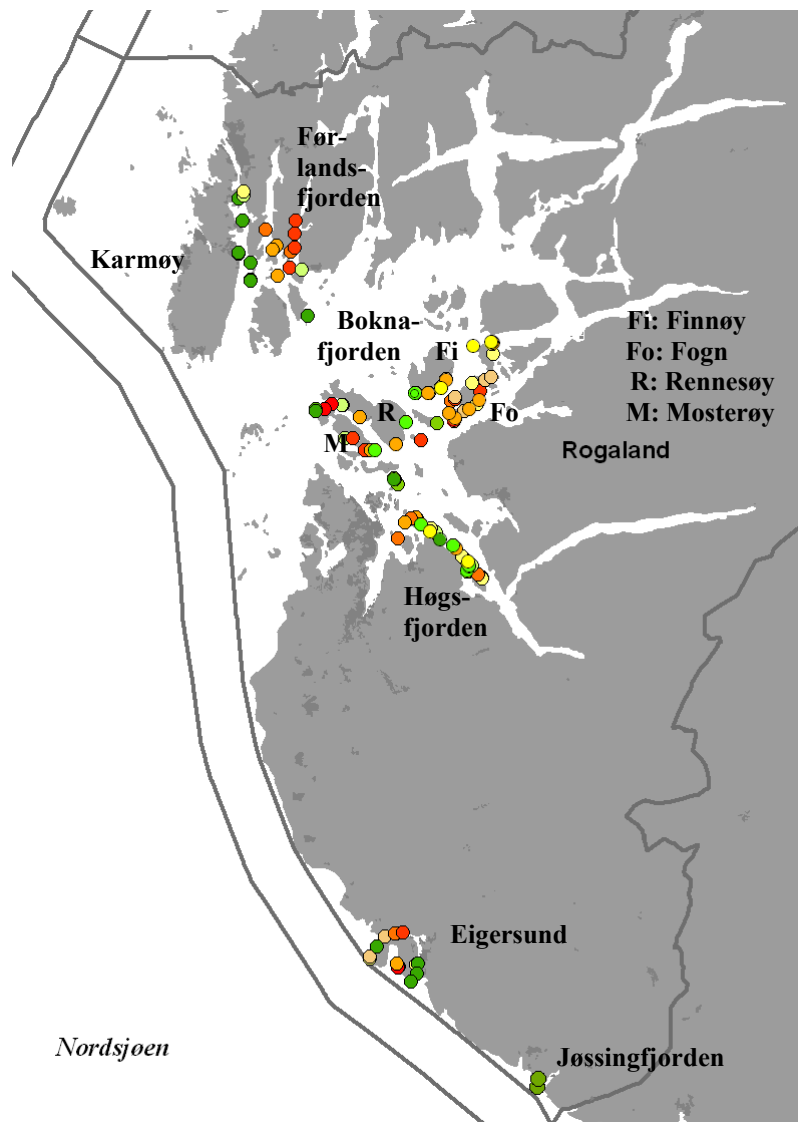 Før-
lands-
fjorden
Karmøy
Bokna-
fjorden
Fi
Fi: Finnøy
Fo: Fogn
R: Rennesøy
M: Mosterøy
R
Fo
M
Rogaland
Høgs-
fjorden
Eigersund
Nordsjøen
Jøssingfjorden